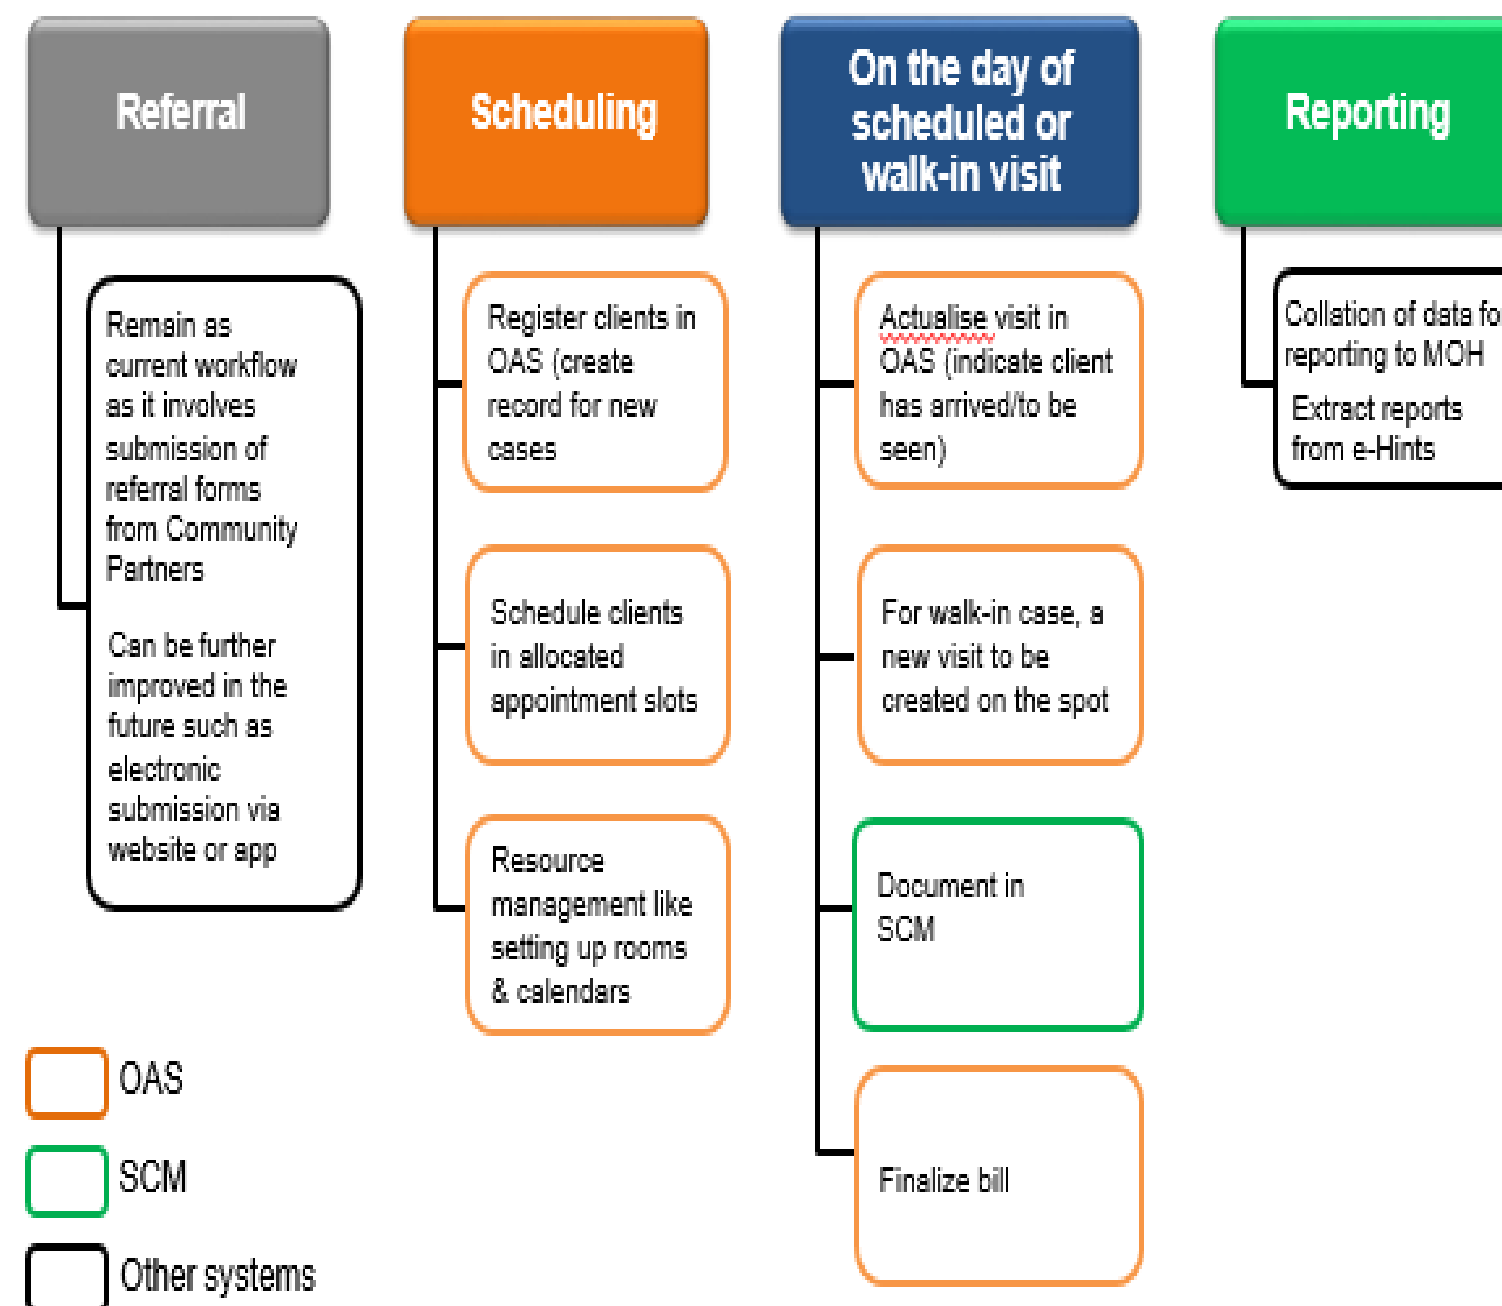 Referral
Remain as
current workflow
as it involves
submission of
referral forms
from Community
Partners
Can be further
improved in the
future such as
electronic
submission via
website or app
Scheduling
Register clients in
OAS (create
record for new
cases
Schedule clients
in allocated
appointment slots
Resource
management like
setting up rooms
& calendars
On the day of
scheduled or
walk-in visit
Actualise visit in
OAS (indicate client
has arrived/to be
seen)
For walk-in case, a
new visit to be
created on the spot
Document in
SCM
Finalize bill
Reporting
Collation of data fo
reporting to MOH
Extract reports
from e-Hints
OAS
SCM
Other systems